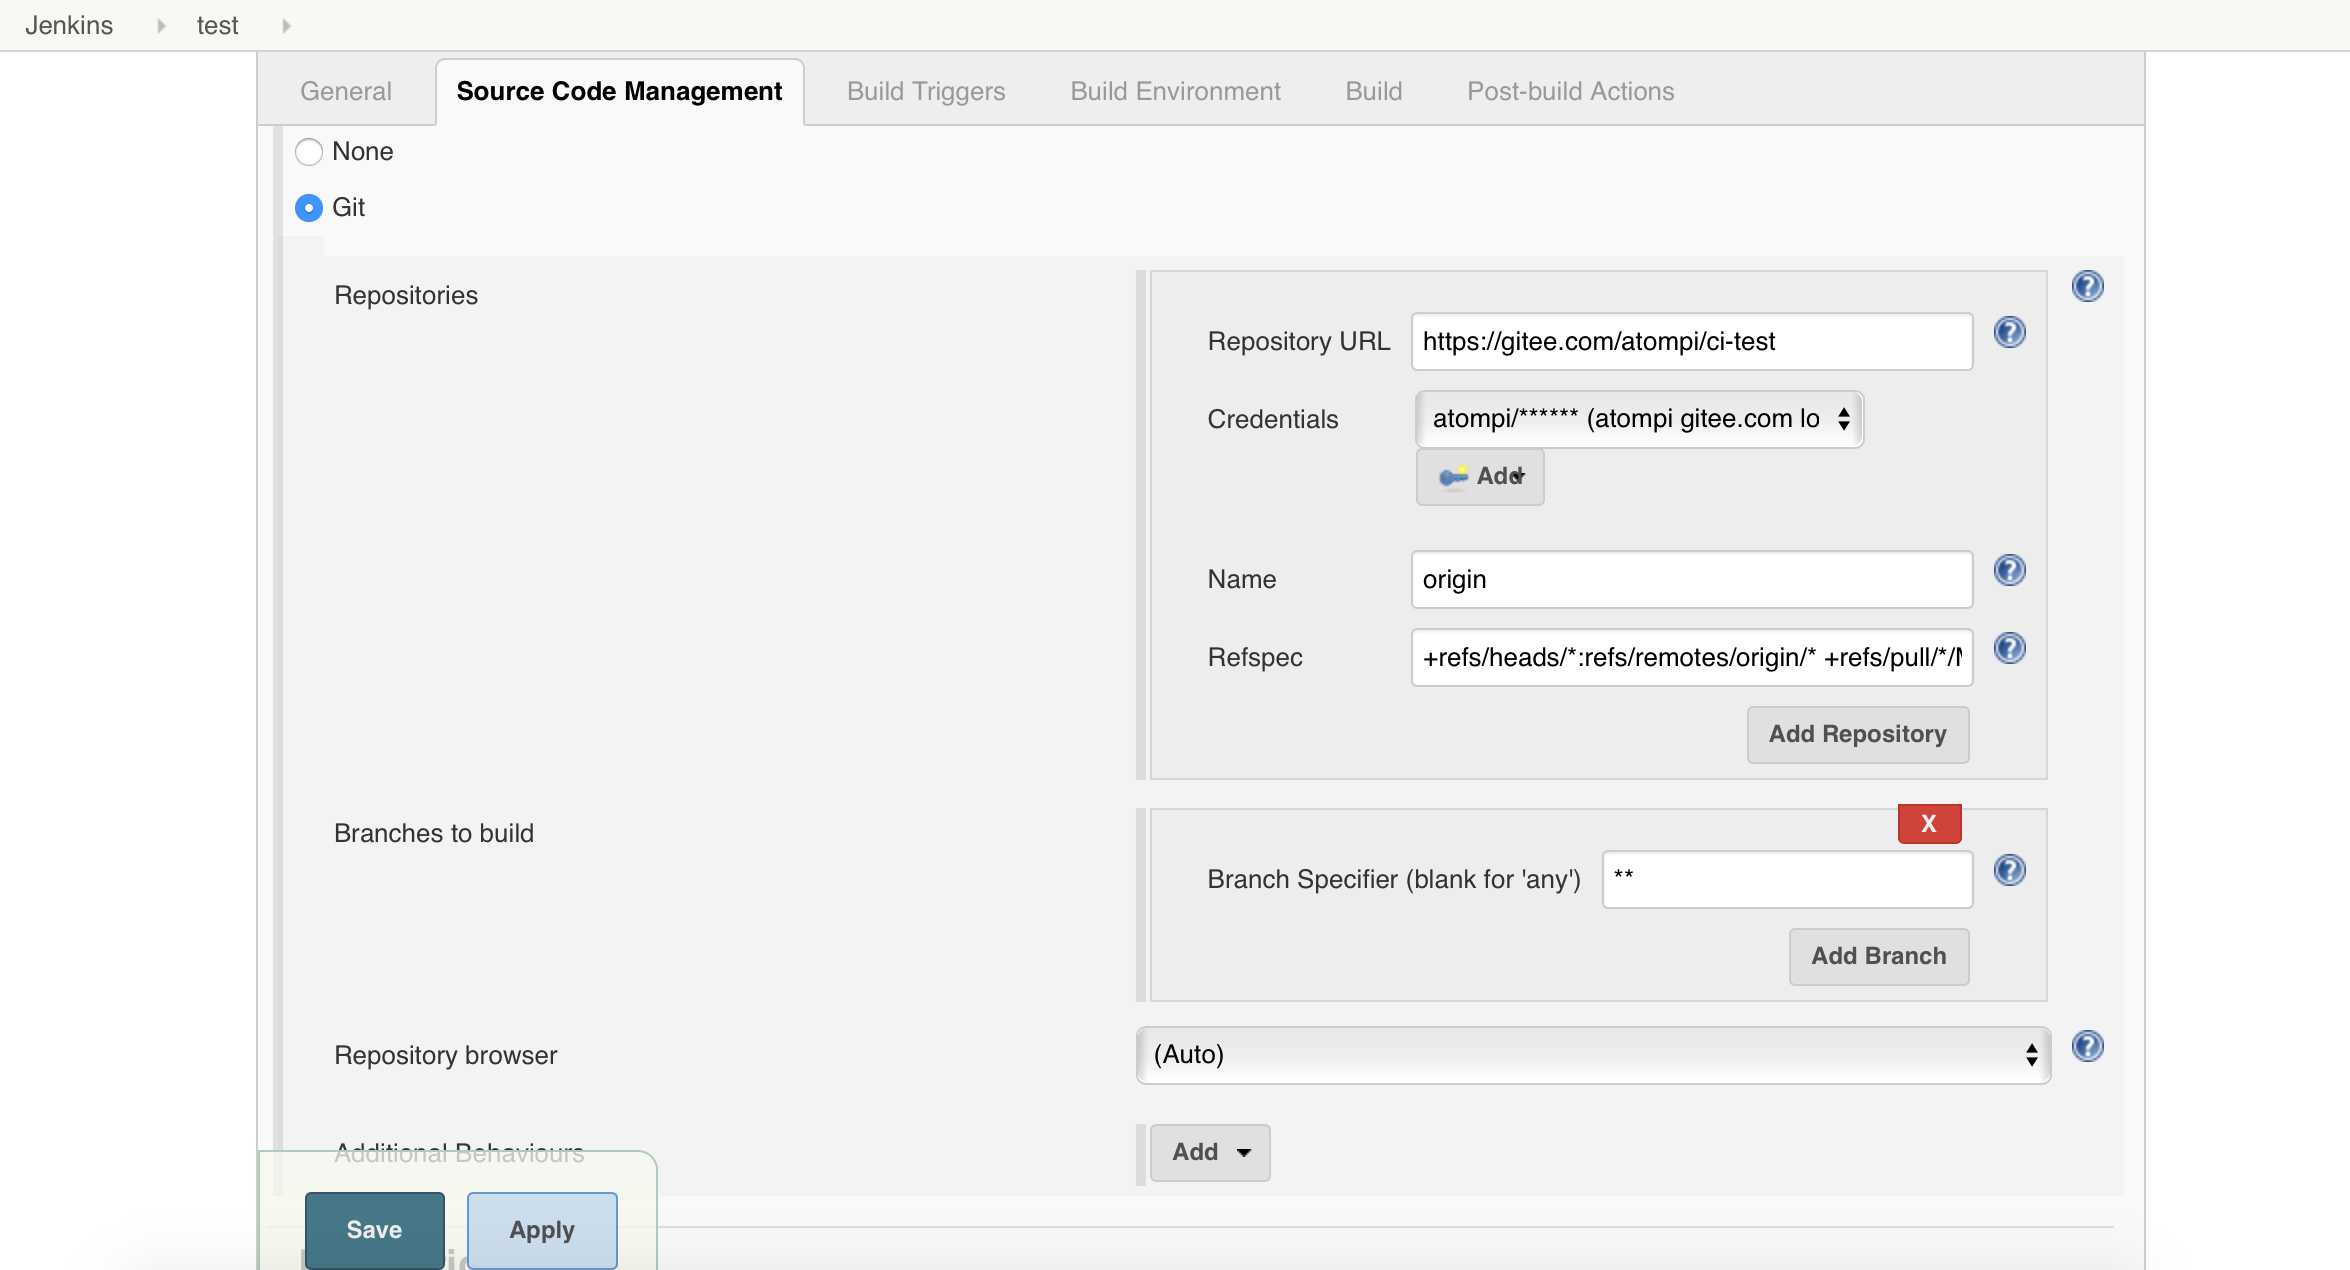 Jenkins test
General Source Code Management Build Triggers Build Environment Build Post-build Actions
None
Git
Repositories
Repository URL https://gitee.com/atompi/ci-test
Credentials atompi/****** (atompi gitee.com lo
Add
Name origin
Refspec +refs/heads/*:refs/remotes/origin/* +refs/pull/*/M
Add Repository
Branches to build
X
Branch Specifier (blank for 'any') **
Add Branch
Repository browser (Auto)
Additional Behaviours Add
Save Apply